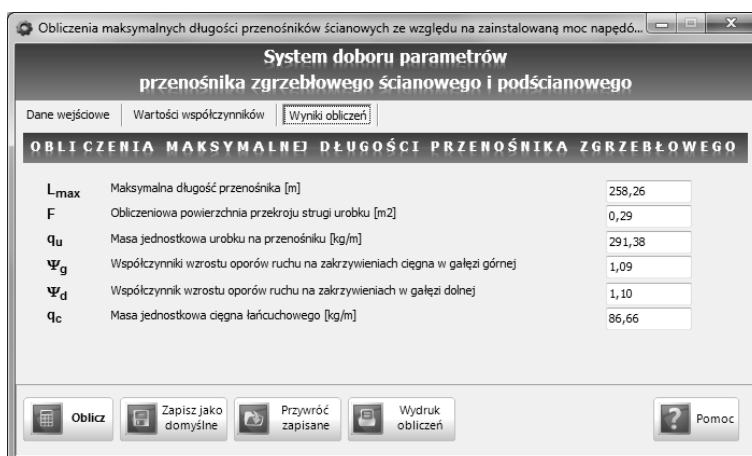 Obliczenia maksymalnych długości przenośników ścianowych ze względu na zainstalowaną moc napędó...
System doboru parametrów
przenośnika zgrzebłowego ścianowego i podścianowego
Dane wejściowe Wartości współczynników Wyniki obliczeń
OBLICZENIA MAKSYMALNEJ DŁUGOŚCI PRZENOŚNIKA ZGRZEBŁOWEGO
Lmax Maksymalna długość przenośnika [m] 258,26
F Obliczeniowa powierzchnia przekroju strugi urobku [m2] 0,29
qu Masa jednostkowa urobku na przenośniku [kg/m] 291,38
Ψg Współczynniki wzrostu oporów ruchu na zakrzywieniach cięgna w gałęzi górnej 1,09
Ψd Współczynnik wzrostu oporów ruchu na zakrzywieniach w gałęzi dolnej 1,10
qc Masa jednostkowa cięgna łańcuchowego [kg/m] 86,66
Oblicz Zapisz jako domyślne Przywróć zapisane Wydruk obliczeń Pomoc